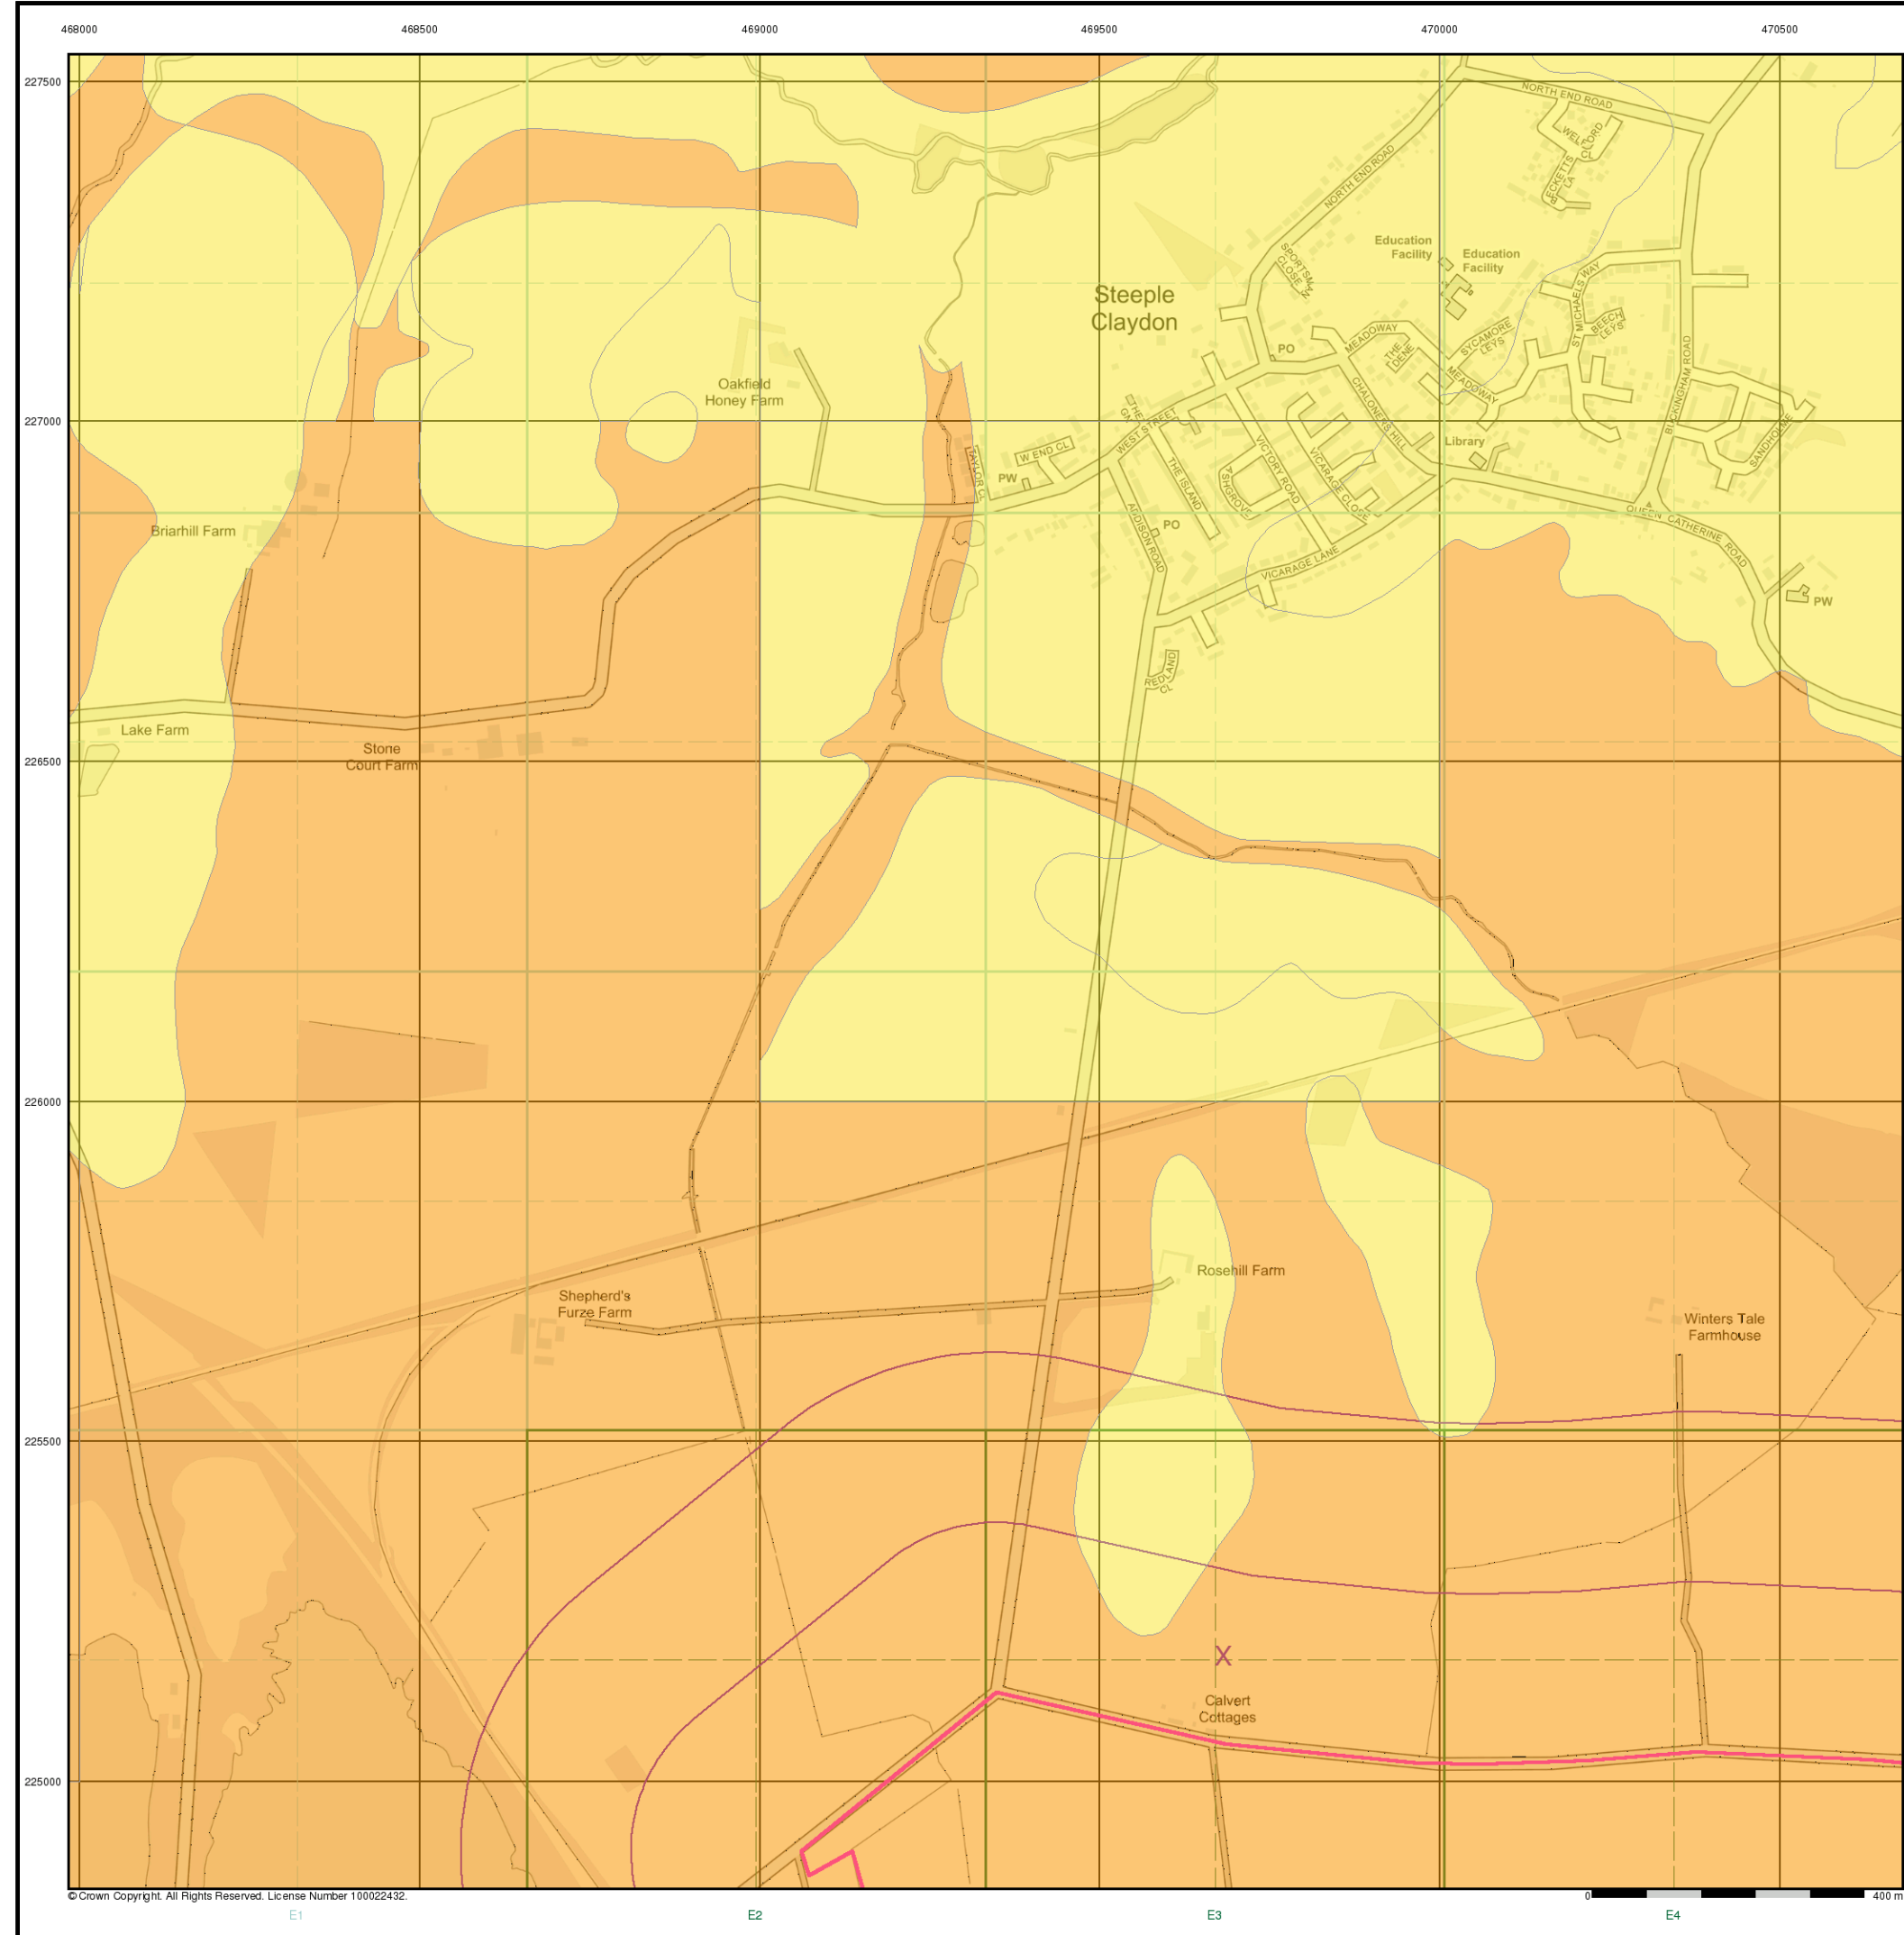 468000 468500 469000 469500 470000 470500
227500
227000
226500
226000
225500
225000
NORTH END ROAD
NORTH END ROAD
Education
Facility
Education
Facility
Steeple
Claydon
SPORTSMAN
CLOSE
ST MICHAELS WAY
BEECH
LEYS
SYCAMORE
LEYS
MEADOWAY
THE
DENE
MEADOWAY
PO
BUCKINGHAM ROAD
CHALONERS HILL
Oakfield
Honey Farm
WEST STREET
W END CL
TAYLOR CL
PW
THE ISLAND
VICTORY ROAD
VICARAGE CLOSE
Library
SANDHOLME
ADDISON ROAD
PO
QUEEN CATHERINE ROAD
VICARAGE LANE
PW
REDLAND
CL
Briarhill Farm
Lake Farm
Stone
Court Farm
Rosehill Farm
Shepherd's
Furze Farm
Winters Tale
Farmhouse
X
Calvert
Cottages
© Crown Copyright. All Rights Reserved. License Number 100022432.
0 400 m
E1 E2 E3 E4